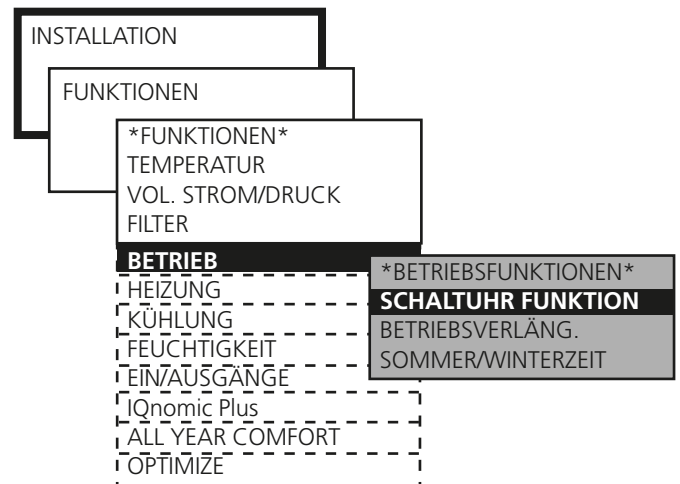 INSTALLATION
FUNKTIONEN
*FUNKTIONEN*
TEMPERATUR
VOL. STROM/DRUCK
FILTER
BETRIEB
HEIZUNG
KÜHLUNG
FEUCHTIGKEIT
EIN/AUSGÄNGE
IQnomic Plus
ALL YEAR COMFORT
OPTIMIZE
*BETRIEBSFUNKTIONEN*
SCHALTUHR FUNKTION
BETRIEBSVERLÄNG.
SOMMER/WINTERZEIT